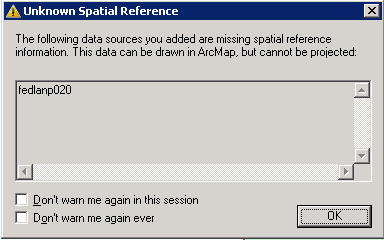 Unknown Spatial Reference
The following data sources you added are missing spatial reference
information. This data can be drawn in ArcMap, but cannot be projected:
fedlanp020
Don't warn me again in this session
Don't warn me again ever
OK